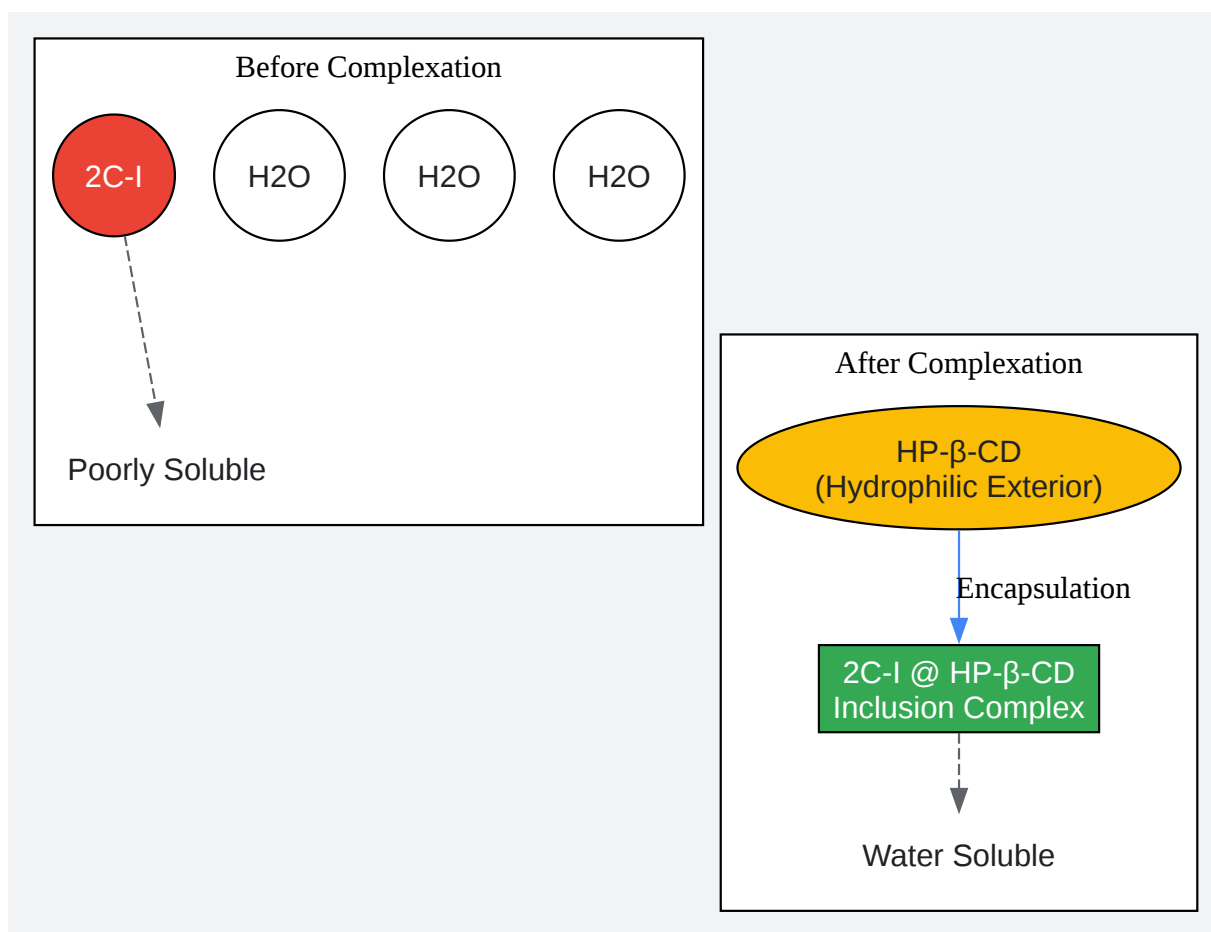 Before Complexation
2C-I
H2O
H2O
H2O
Poorly Soluble
After Complexation
HP-β-CD
(Hydrophilic Exterior)
Encapsulation
2C-I @ HP-β-CD
Inclusion Complex
Water Soluble